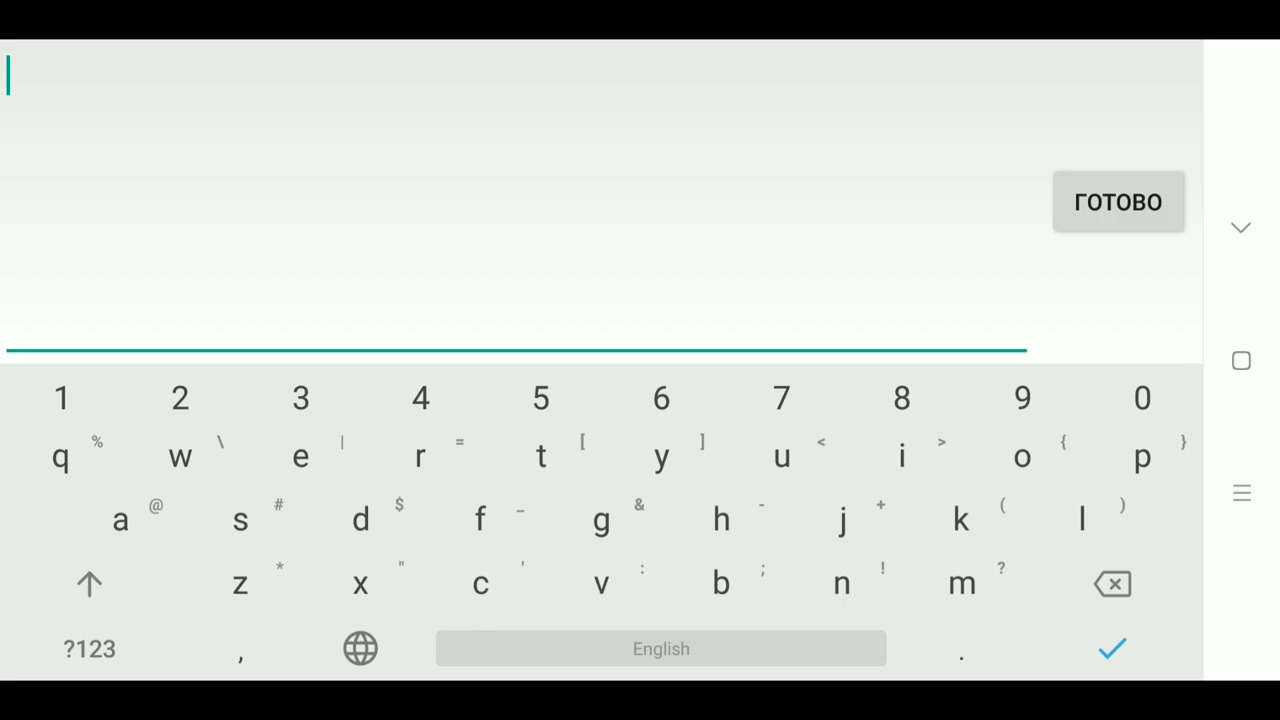 ГОТОВО
1 2 3 4 5 6 7 8 9 0
q % w \ e | r = t [ y ] u < i > o { p }
a @ s # d $ f _ g & h - j + k ( l )
z * x " c ' v : b ; n ! m ?
?123 , English .